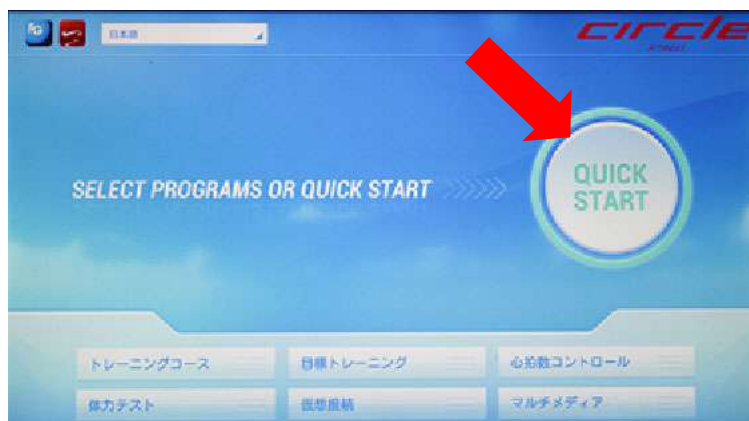 日本語
circle
SELECT PROGRAMS OR QUICK START
QUICK
START
トレーニングコース
目標トレーニング
心拍数コントロール
体力テスト
仮想接続
マルチメディア